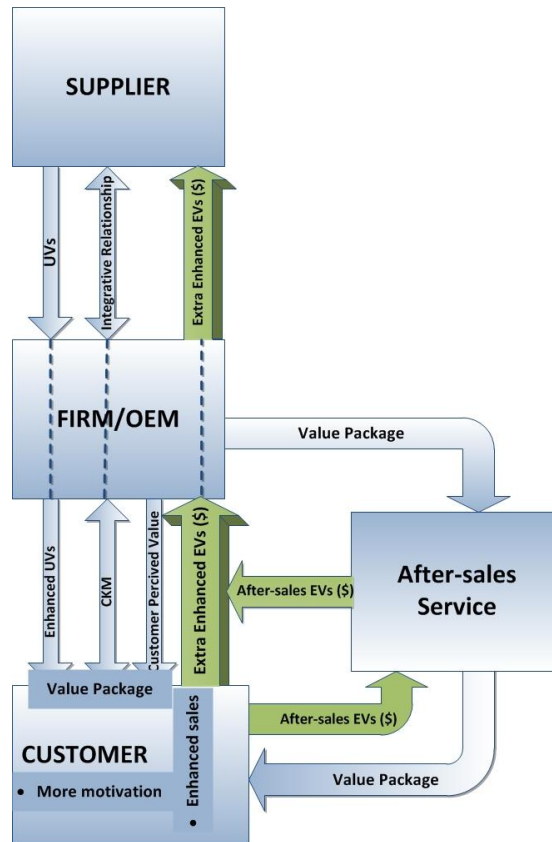 SUPPLIER
UVs
Integrative Relationship
Extra Enhanced EVs ($)
FIRM/OEM
Value Package
Enhanced UVs
CKM
Customer Percived Value
Extra Enhanced EVs ($)
After-sales EVs ($)
After-sales
Service
Value Package
After-sales EVs ($)
CUSTOMER
• More motivation
• Enhanced sales
Value Package